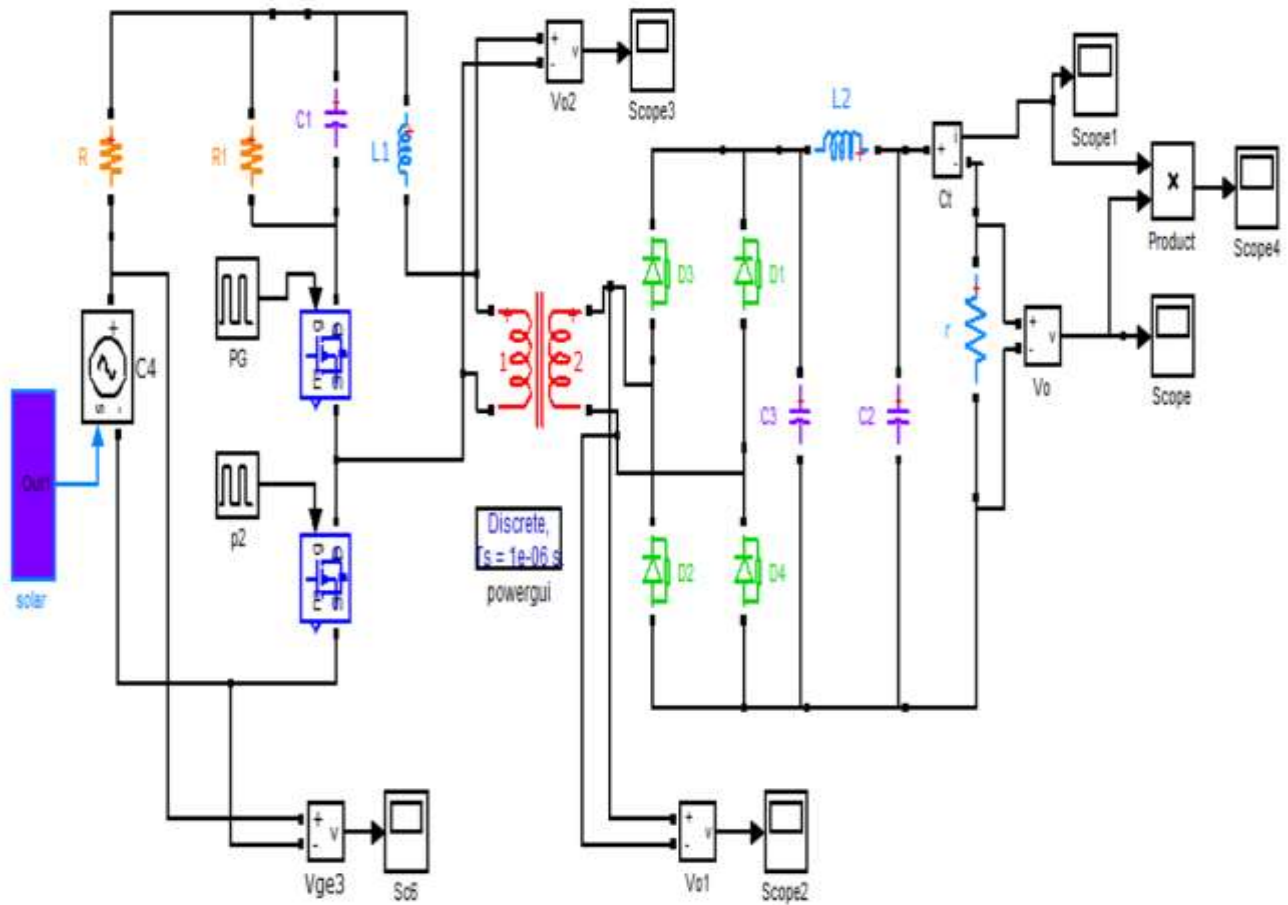 Vo2
Scope3
C1
R
R1
L1
L2
Scope1
Ct
Product
Scope4
PG
D3
D1
C4
1
2
r
Vo
Scope
C3
C2
Out1
p2
solar
Discrete,
Ts = 1e-06 s
powergui
D2
D4
Vge3
Sc6
Vo1
Scope2